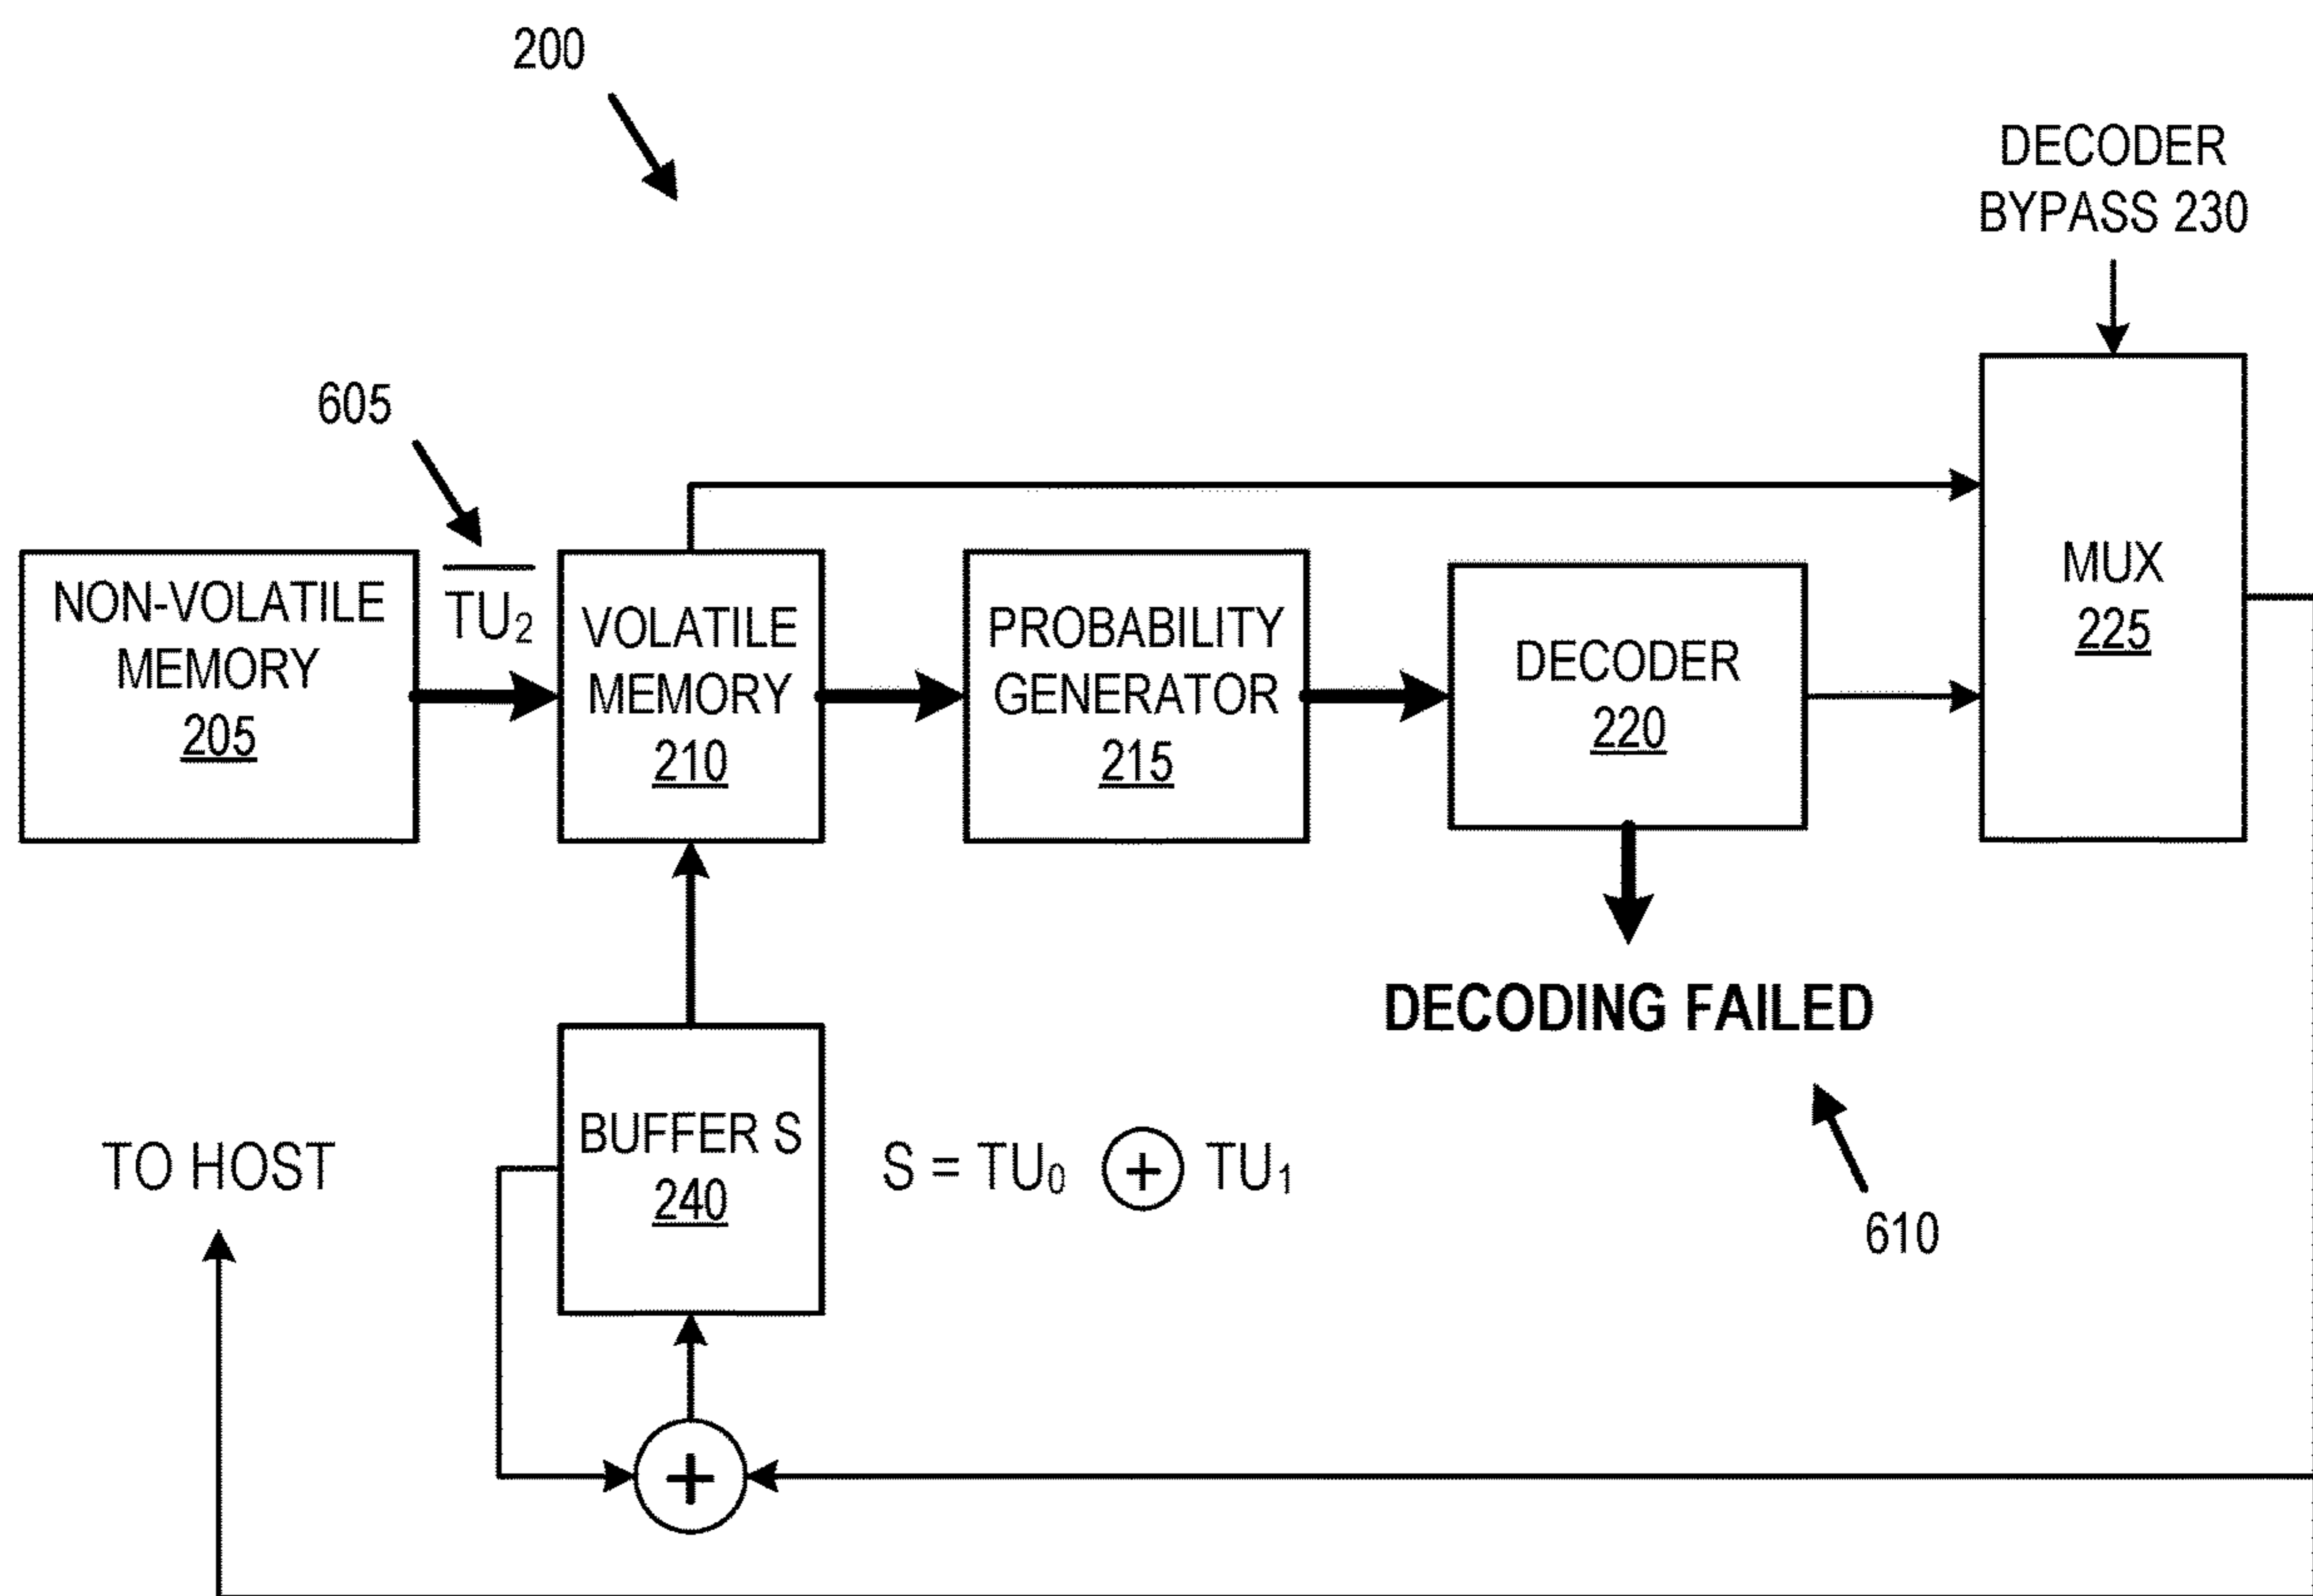 200
DECODER
BYPASS 230
605
NON-VOLATILE
MEMORY
205
T̅U̅₂̅
VOLATILE
MEMORY
210
PROBABILITY
GENERATOR
215
DECODER
220
MUX
225
DECODING FAILED
610
BUFFER S
240
S = TU₀ ⊕ TU₁
TO HOST
+